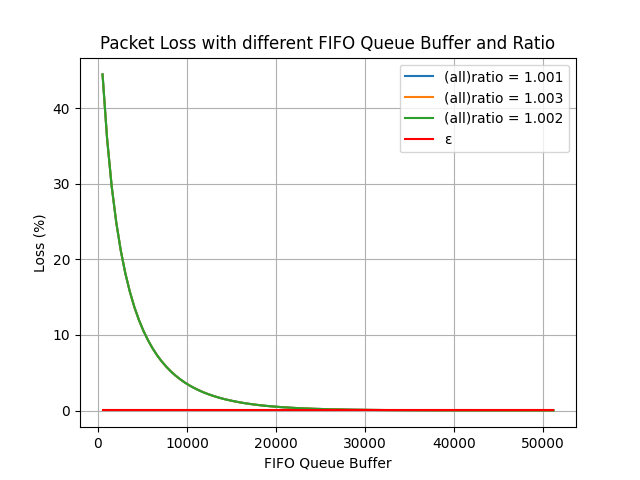 Packet Loss with different FIFO Queue Buffer and Ratio
(all)ratio = 1.001
(all)ratio = 1.003
(all)ratio = 1.002
ε
40
30
20
10
0
Loss (%)
0 10000 20000 30000 40000 50000
FIFO Queue Buffer